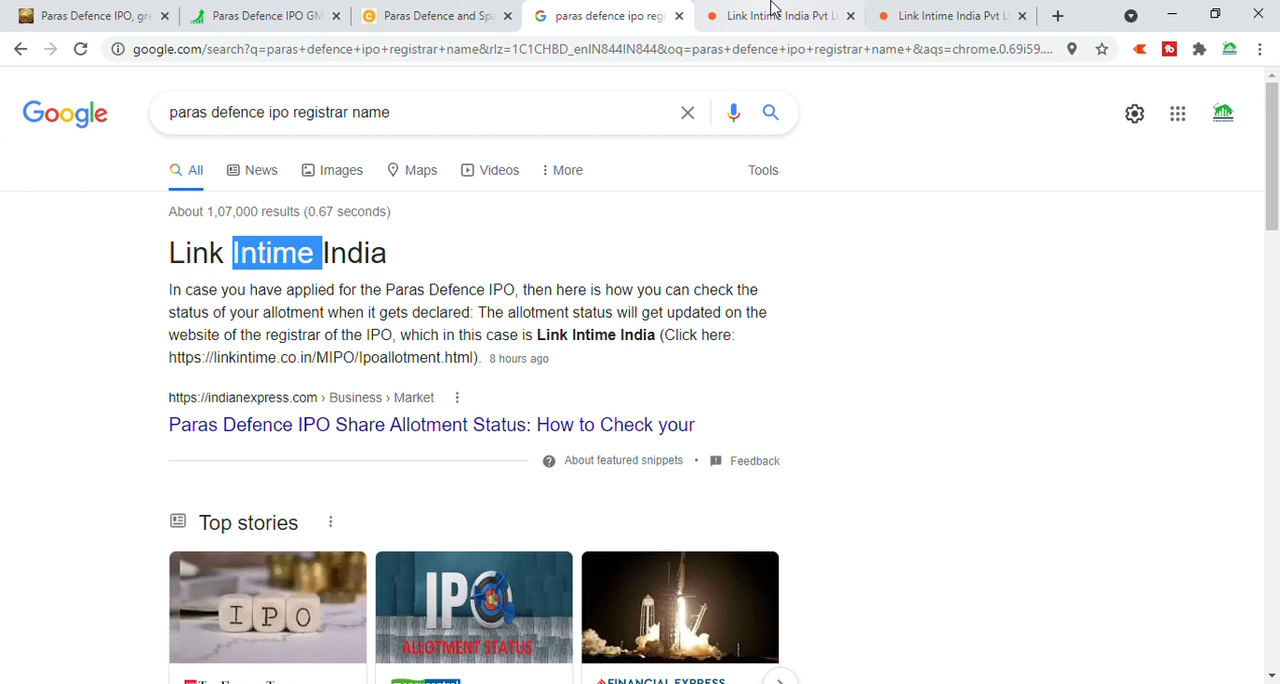 Paras Defence IPO, gr
Paras Defence IPO GM
Paras Defence and Sp
paras defence ipo regi
Link Intime India Pvt L
Link Intime India Pvt L
google.com/search?q=paras+defence+ipo+registrar+name&rlz=1C1CHBD_enIN844IN844&oq=paras+defence+ipo+registrar+name+&aqs=chrome.0.69i59....
Google
paras defence ipo registrar name
All
News
Images
Maps
Videos
More
Tools
About 1,07,000 results (0.67 seconds)
Link Intime India
In case you have applied for the Paras Defence IPO, then here is how you can check the
status of your allotment when it gets declared: The allotment status will get updated on the
website of the registrar of the IPO, which in this case is Link Intime India (Click here:
https://linkintime.co.in/MIPO/Ipoallotment.html). 8 hours ago
https://indianexpress.com › Business › Market
Paras Defence IPO Share Allotment Status: How to Check your
About featured snippets • Feedback
Top stories
I P O
IPO
ALLOTMENT STATUS
FINANCIAL EXPRESS